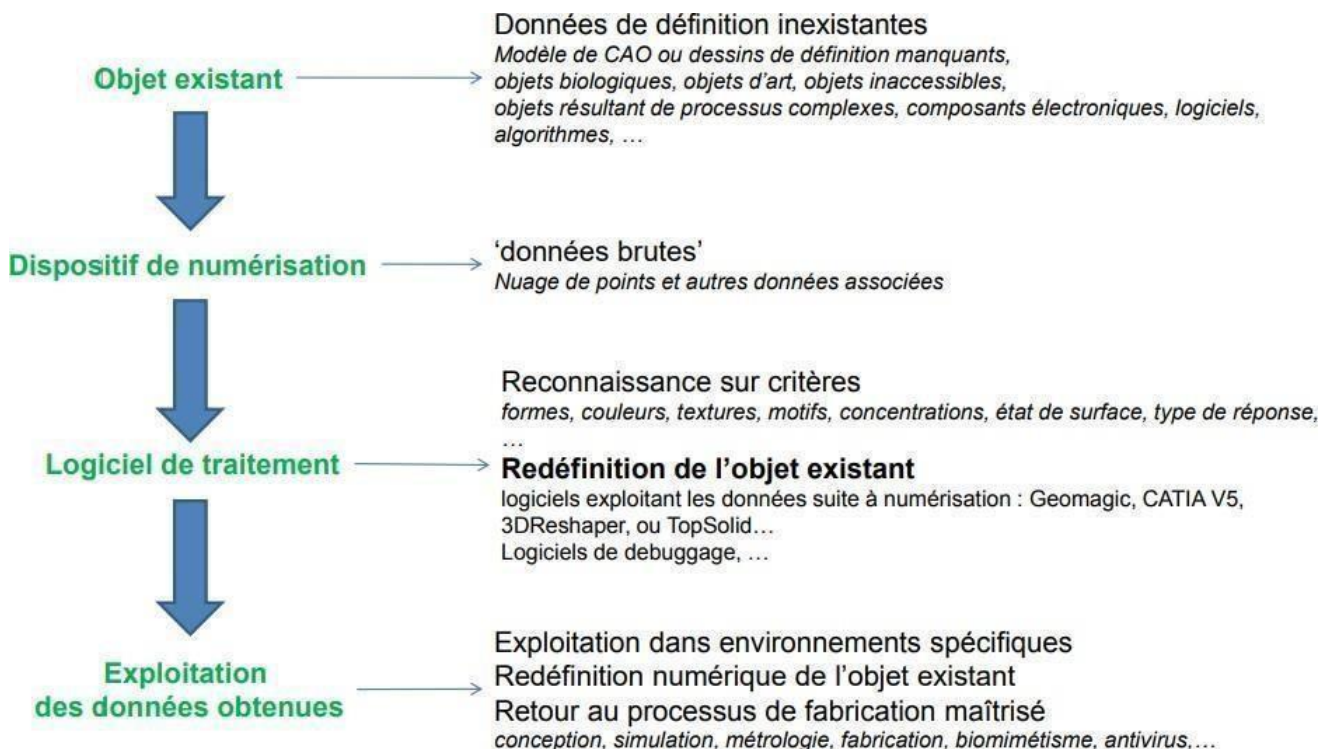 Données de définition inexistantes
Modèle de CAO ou dessins de définition manquants,
Objet existant
objets biologiques, objets d'art, objets inaccessibles,
objets résultant de processus complexes, composants électroniques, logiciels,
algorithmes, …
Dispositif de numérisation
‘données brutes’
Nuage de points et autres données associées
Reconnaissance sur critères
formes, couleurs, textures, motifs, concentrations, état de surface, type de réponse,
…
Logiciel de traitement
Redéfinition de l'objet existant
logiciels exploitant les données suite à numérisation : Geomagic, CATIA V5,
3DReshaper, ou TopSolid…
Logiciels de debuggage, …
Exploitation
des données obtenues
Exploitation dans environnements spécifiques
Redéfinition numérique de l'objet existant
Retour au processus de fabrication maîtrisé
conception, simulation, métrologie, fabrication, biomimétisme, antivirus,…